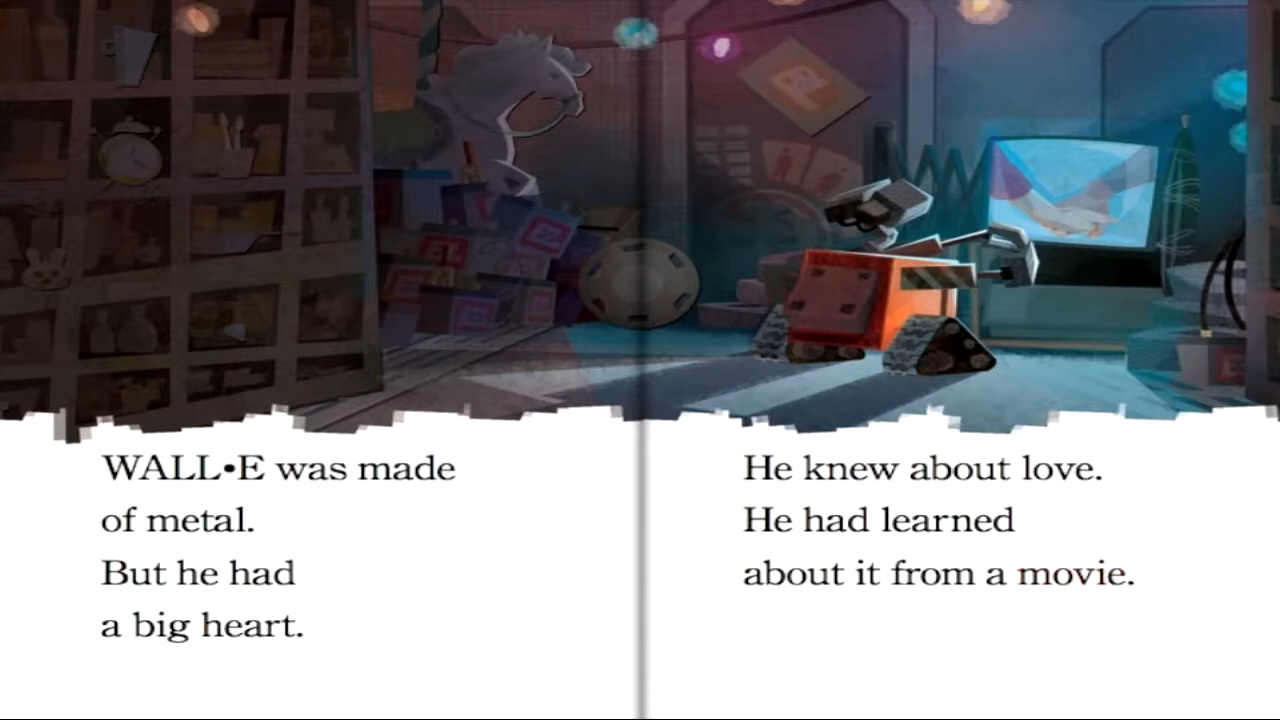 WALL•E was made
of metal.
But he had
a big heart.
He knew about love.
He had learned
about it from a movie.